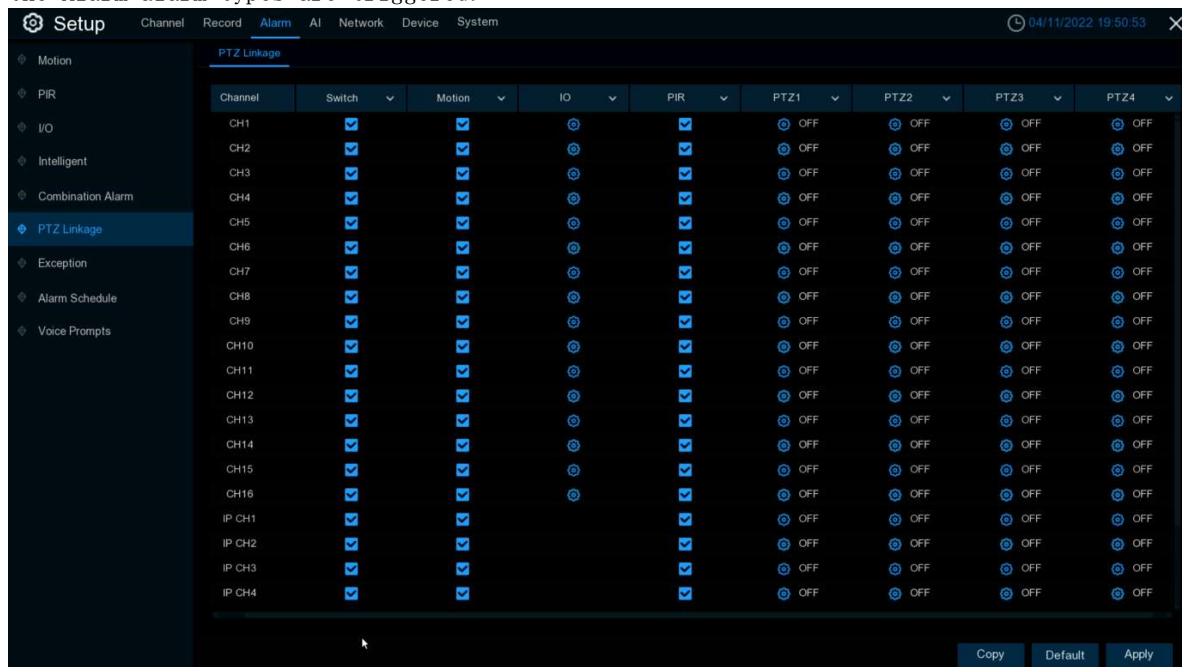 the Alarm alarm types are triggered.
Setup Channel Record Alarm AI Network Device System 04/11/2022 19:50:53
Motion
PIR
I/O
Intelligent
Combination Alarm
PTZ Linkage
Exception
Alarm Schedule
Voice Prompts
PTZ Linkage
Channel Switch Motion IO PIR PTZ1 PTZ2 PTZ3 PTZ4
CH1 OFF OFF OFF OFF
CH2 OFF OFF OFF OFF
CH3 OFF OFF OFF OFF
CH4 OFF OFF OFF OFF
CH5 OFF OFF OFF OFF
CH6 OFF OFF OFF OFF
CH7 OFF OFF OFF OFF
CH8 OFF OFF OFF OFF
CH9 OFF OFF OFF OFF
CH10 OFF OFF OFF OFF
CH11 OFF OFF OFF OFF
CH12 OFF OFF OFF OFF
CH13 OFF OFF OFF OFF
CH14 OFF OFF OFF OFF
CH15 OFF OFF OFF OFF
CH16 OFF OFF OFF OFF
IP CH1 OFF OFF OFF OFF
IP CH2 OFF OFF OFF OFF
IP CH3 OFF OFF OFF OFF
IP CH4 OFF OFF OFF OFF
Copy Default Apply